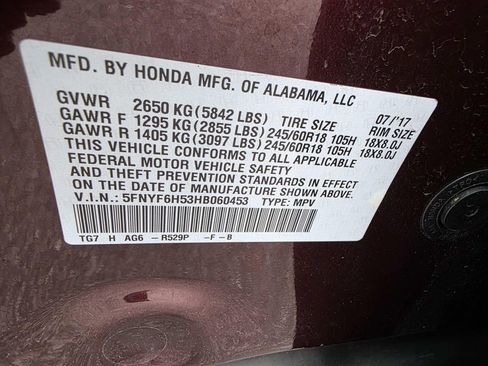 MFD. BY HONDA MFG. OF ALABAMA, LLC
07/'17
GVWR 2650 KG(5842 LBS) TIRE SIZE RIM SIZE
GAWR F 1295 KG(2855 LBS)245/60R18 105H 18X8.0J
GAWR R 1405 KG(3097 LBS)245/60R18 105H 18X8.0J
THIS VEHICLE CONFORMS TO ALL APPLICABLE
FEDERAL MOTOR VEHICLE SAFETY AND
THEFT PREVENTION STANDARDS IN EFFECT ON
THE DATE OF MANUFACTURE SHOWN ABOVE.
V.I.N.: 5FNYF6H53HB060453 TYPE: MPV
TG7 H AG6 -R529P -F-B